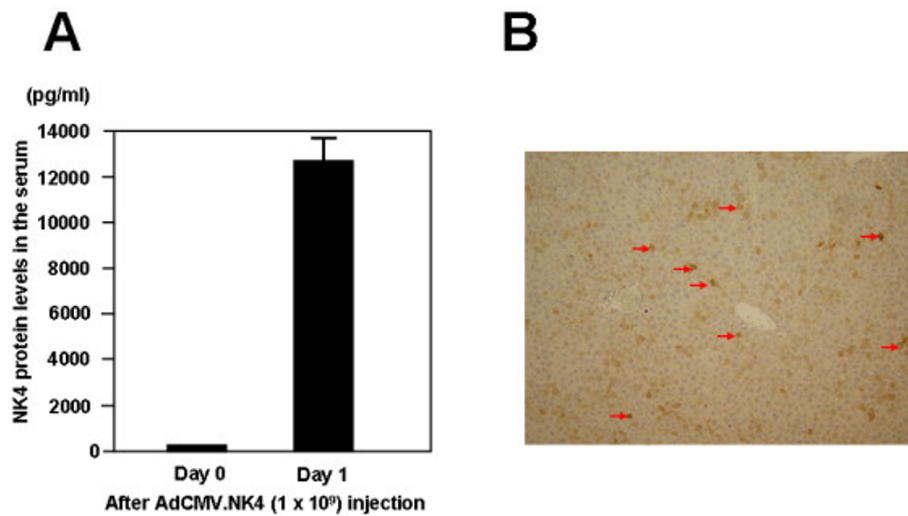 A
B
(pg/ml)
NK4 protein levels in the serum
14000
12000
10000
8000
6000
4000
2000
0
Day 0 Day 1
After AdCMV.NK4 (1 x 10⁹) injection